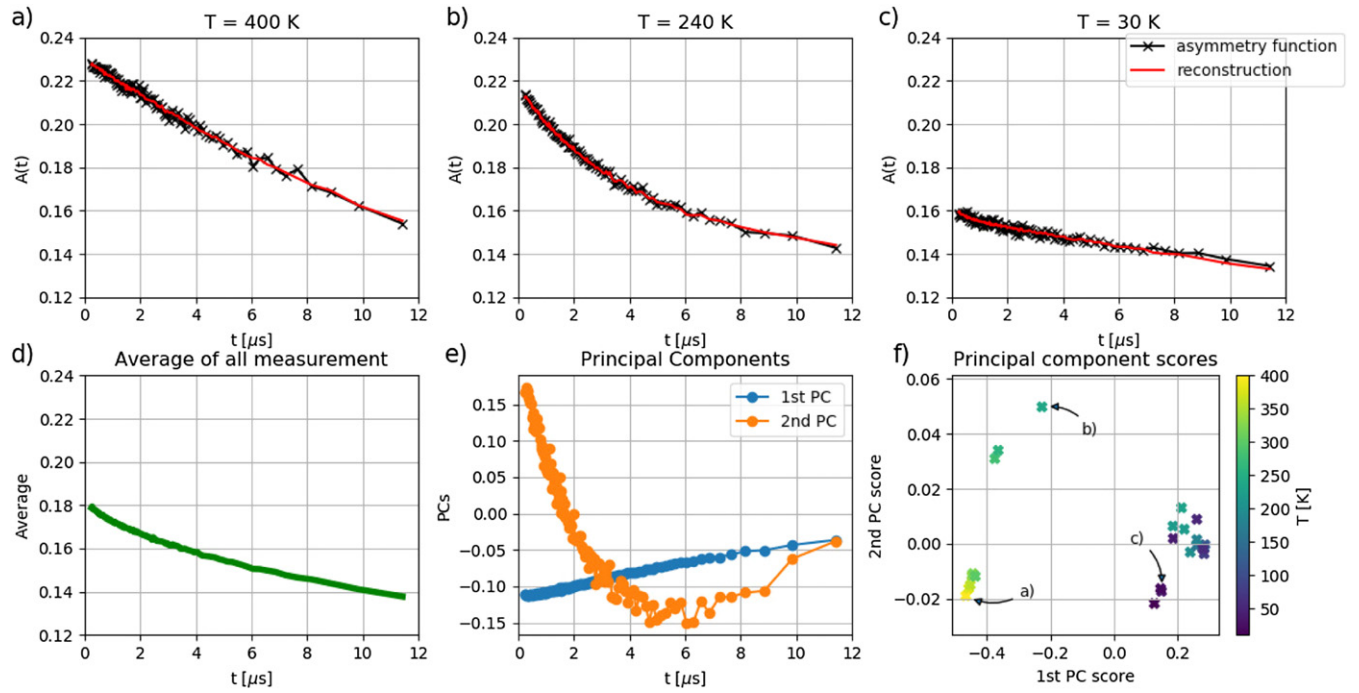 a) T = 400 K
b) T = 240 K
c) T = 30 K
asymmetry function
reconstruction
0.24
0.22
0.20
0.18
0.16
0.14
0.12
A(t)
0 2 4 6 8 10 12
t [μs]
0.24
0.22
0.20
0.18
0.16
0.14
0.12
A(t)
0 2 4 6 8 10 12
t [μs]
0.24
0.22
0.20
0.18
0.16
0.14
0.12
A(t)
0 2 4 6 8 10 12
t [μs]
d) Average of all measurement
0.24
0.22
0.20
0.18
0.16
0.14
0.12
Average
0 2 4 6 8 10 12
t [μs]
e) Principal Components
1st PC
2nd PC
0.15
0.10
0.05
0.00
−0.05
−0.10
−0.15
PCs
0 2 4 6 8 10 12
t [μs]
f) Principal component scores
0.06
0.04
0.02
0.00
−0.02
2nd PC score
b)
c)
a)
−0.4 −0.2 0.0 0.2
1st PC score
400
350
300
250
200
150
100
50
T [K]